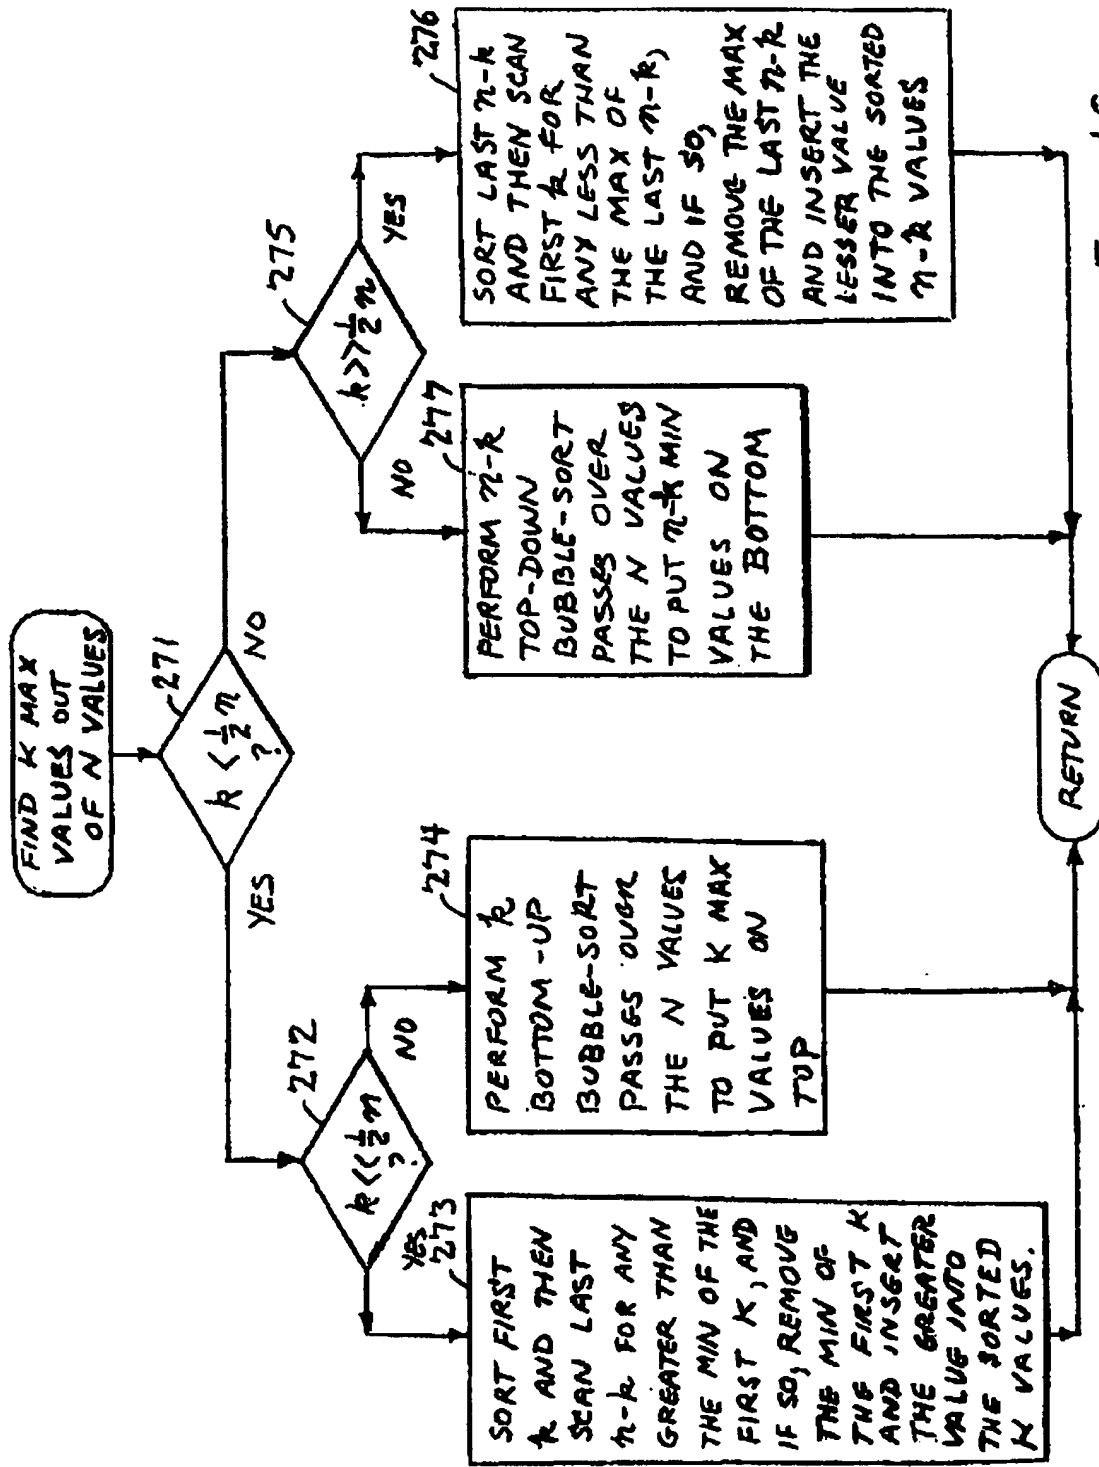 FIND K MAX
VALUES OUT
OF N VALUES
271
k < 1/2 n
?
YES
NO
272
k << 1/2 n
?
YES
NO
273
SORT FIRST
k AND THEN
SCAN LAST
n-k FOR ANY
GREATER THAN
THE MIN OF THE
FIRST K, AND
IF SO, REMOVE
THE MIN OF
THE FIRST K
AND INSERT
THE GREATER
VALUE INTO
THE SORTED
K VALUES.
274
PERFORM k
BOTTOM-UP
BUBBLE-SORT
PASSES OVER
THE N VALUES
TO PUT K MAX
VALUES ON
TOP
275
k >> 1/2 n
NO
YES
277
PERFORM n-k
TOP-DOWN
BUBBLE-SORT
PASSES OVER
THE N VALUES
TO PUT n-k MIN
VALUES ON
THE BOTTOM
276
SORT LAST n-k
AND THEN SCAN
FIRST k FOR
ANY LESS THAN
THE MAX OF
THE LAST n-k,
AND IF SO,
REMOVE THE MAX
OF THE LAST n-k
AND INSERT THE
LESSER VALUE
INTO THE SORTED
n-k VALUES
RETURN